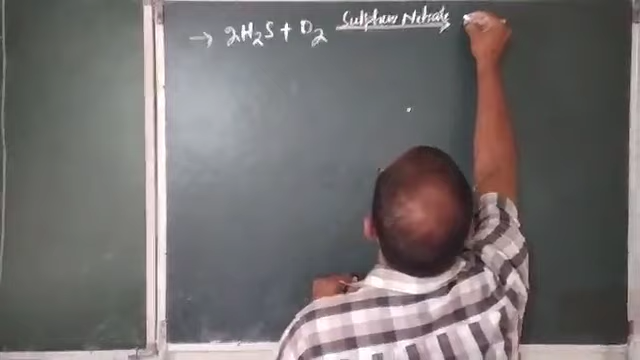 → 2H₂S + O₂ Sulphur Nitrate